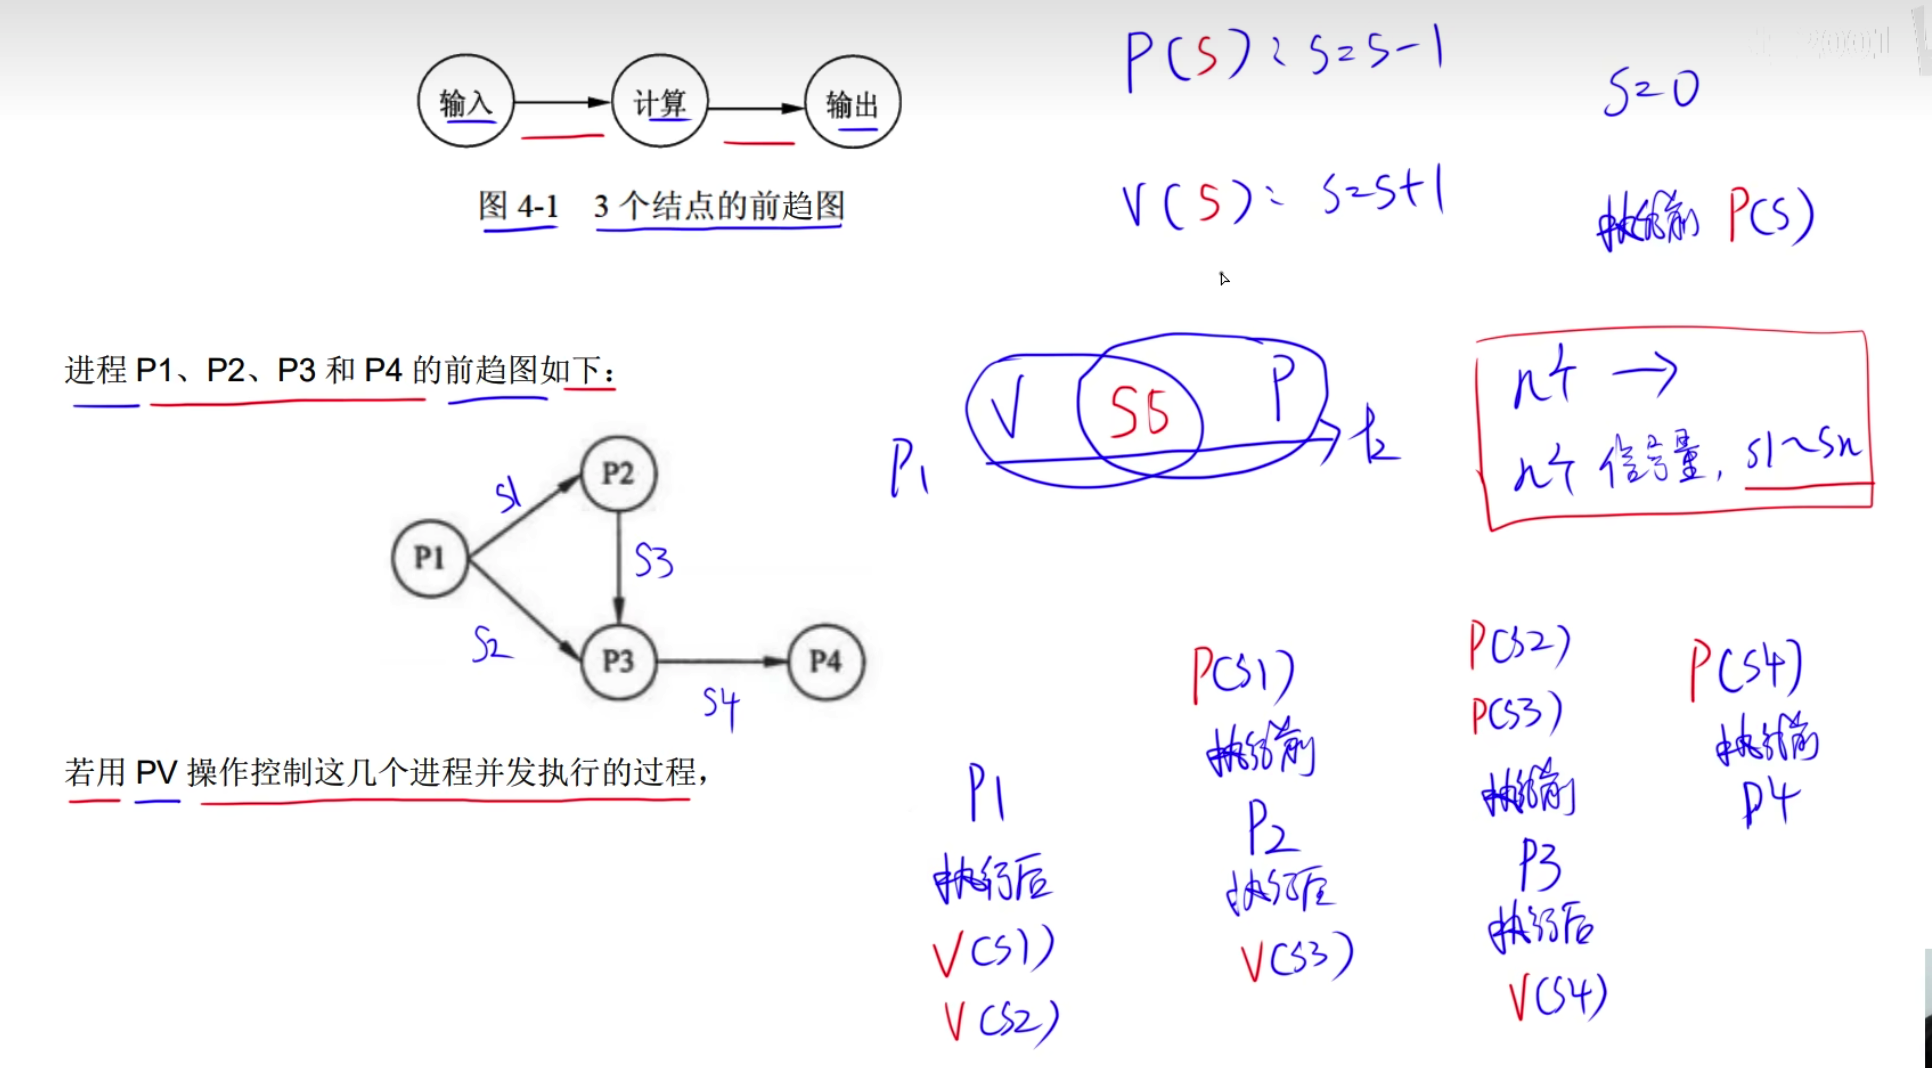 输入 计算 输出
图 4-1 3 个结点的前趋图
P(S): S=S-1
S=0
V(S): S=S+1
执行前 P(S)
进程 P1、P2、P3 和 P4 的前趋图如下：
P1
V S5 P
n个 →
n个 信号量, S1~Sn
P2
S1
P1
S3
S2
P3
P4
S4
若用 PV 操作控制这几个进程并发执行的过程，
P1
执行后
V(S1)
V(S2)
P(S1)
执行前
P2
执行后
V(S3)
P(S2)
P(S3)
执行前
P3
执行后
V(S4)
P(S4)
执行前
P4